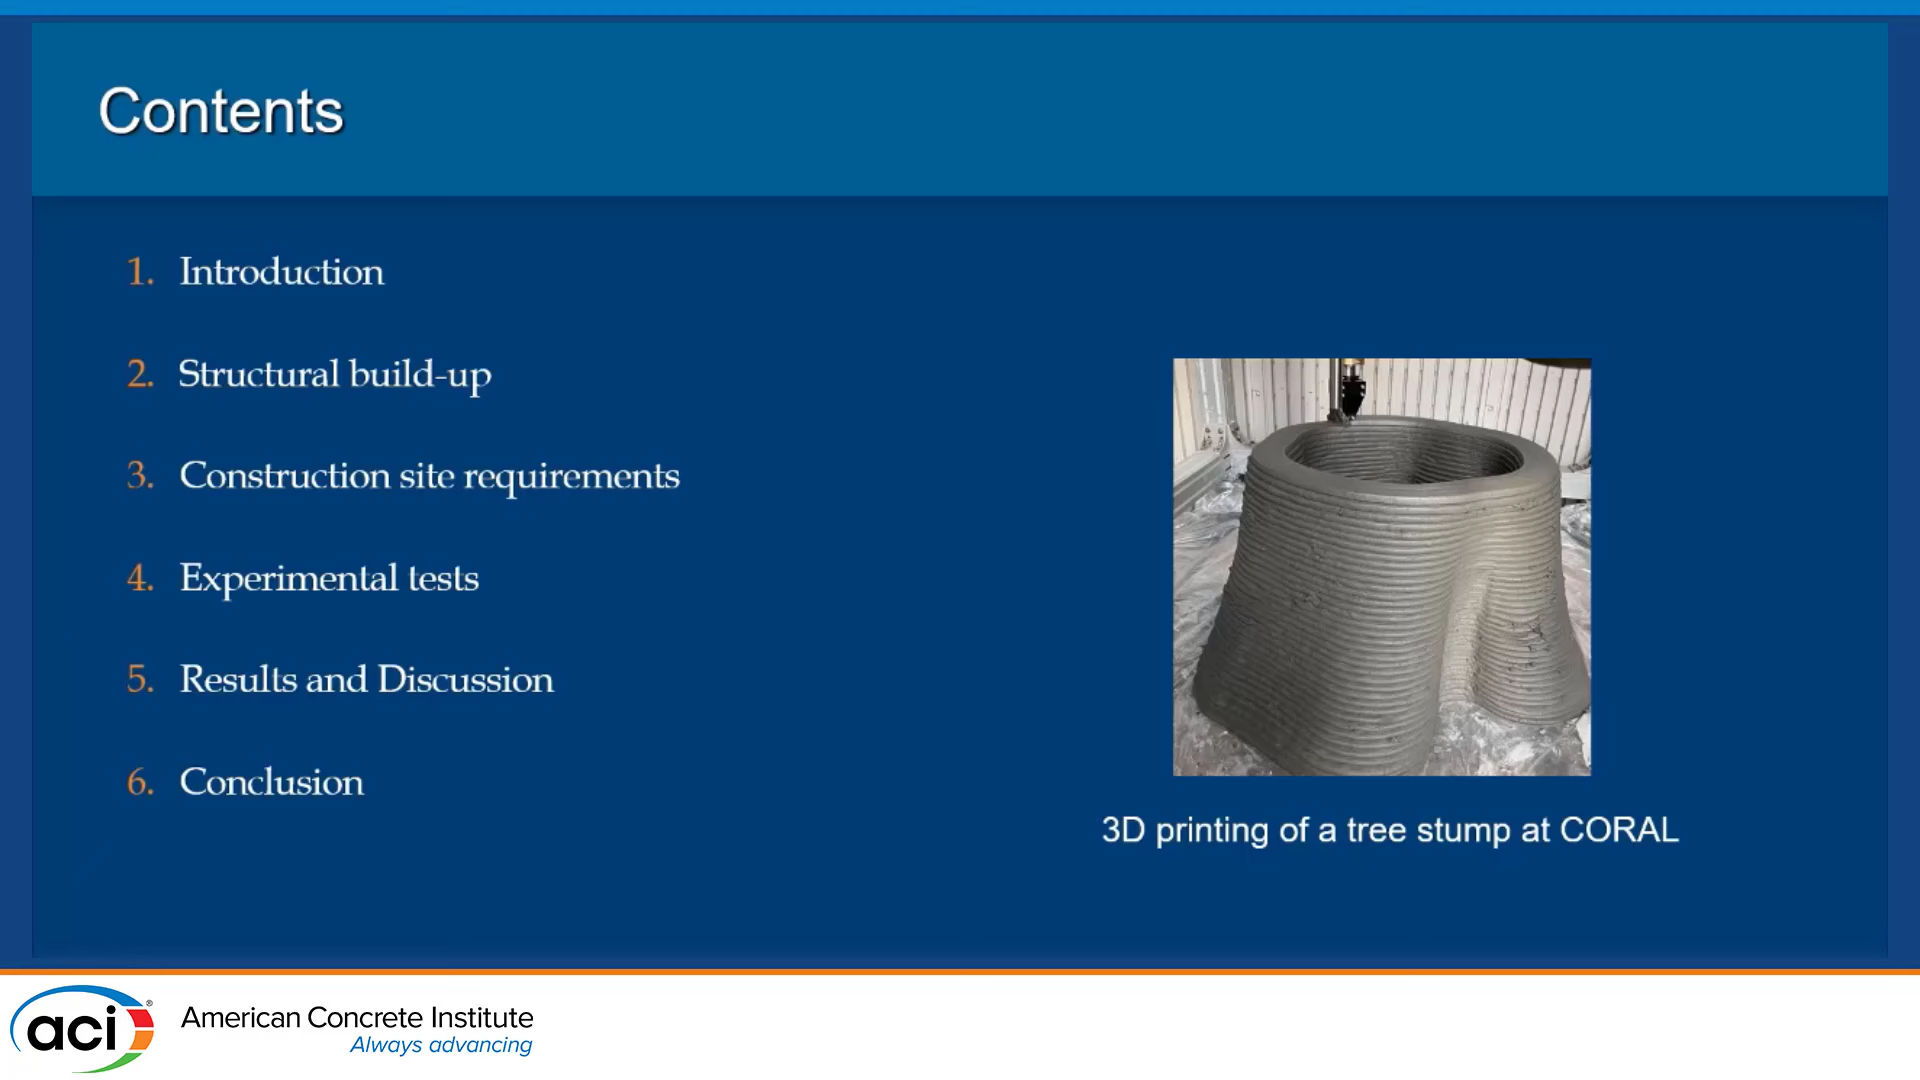 Contents
1. Introduction
2. Structural build-up
3. Construction site requirements
4. Experimental tests
5. Results and Discussion
6. Conclusion
3D printing of a tree stump at CORAL
aci®
American Concrete Institute
Always advancing